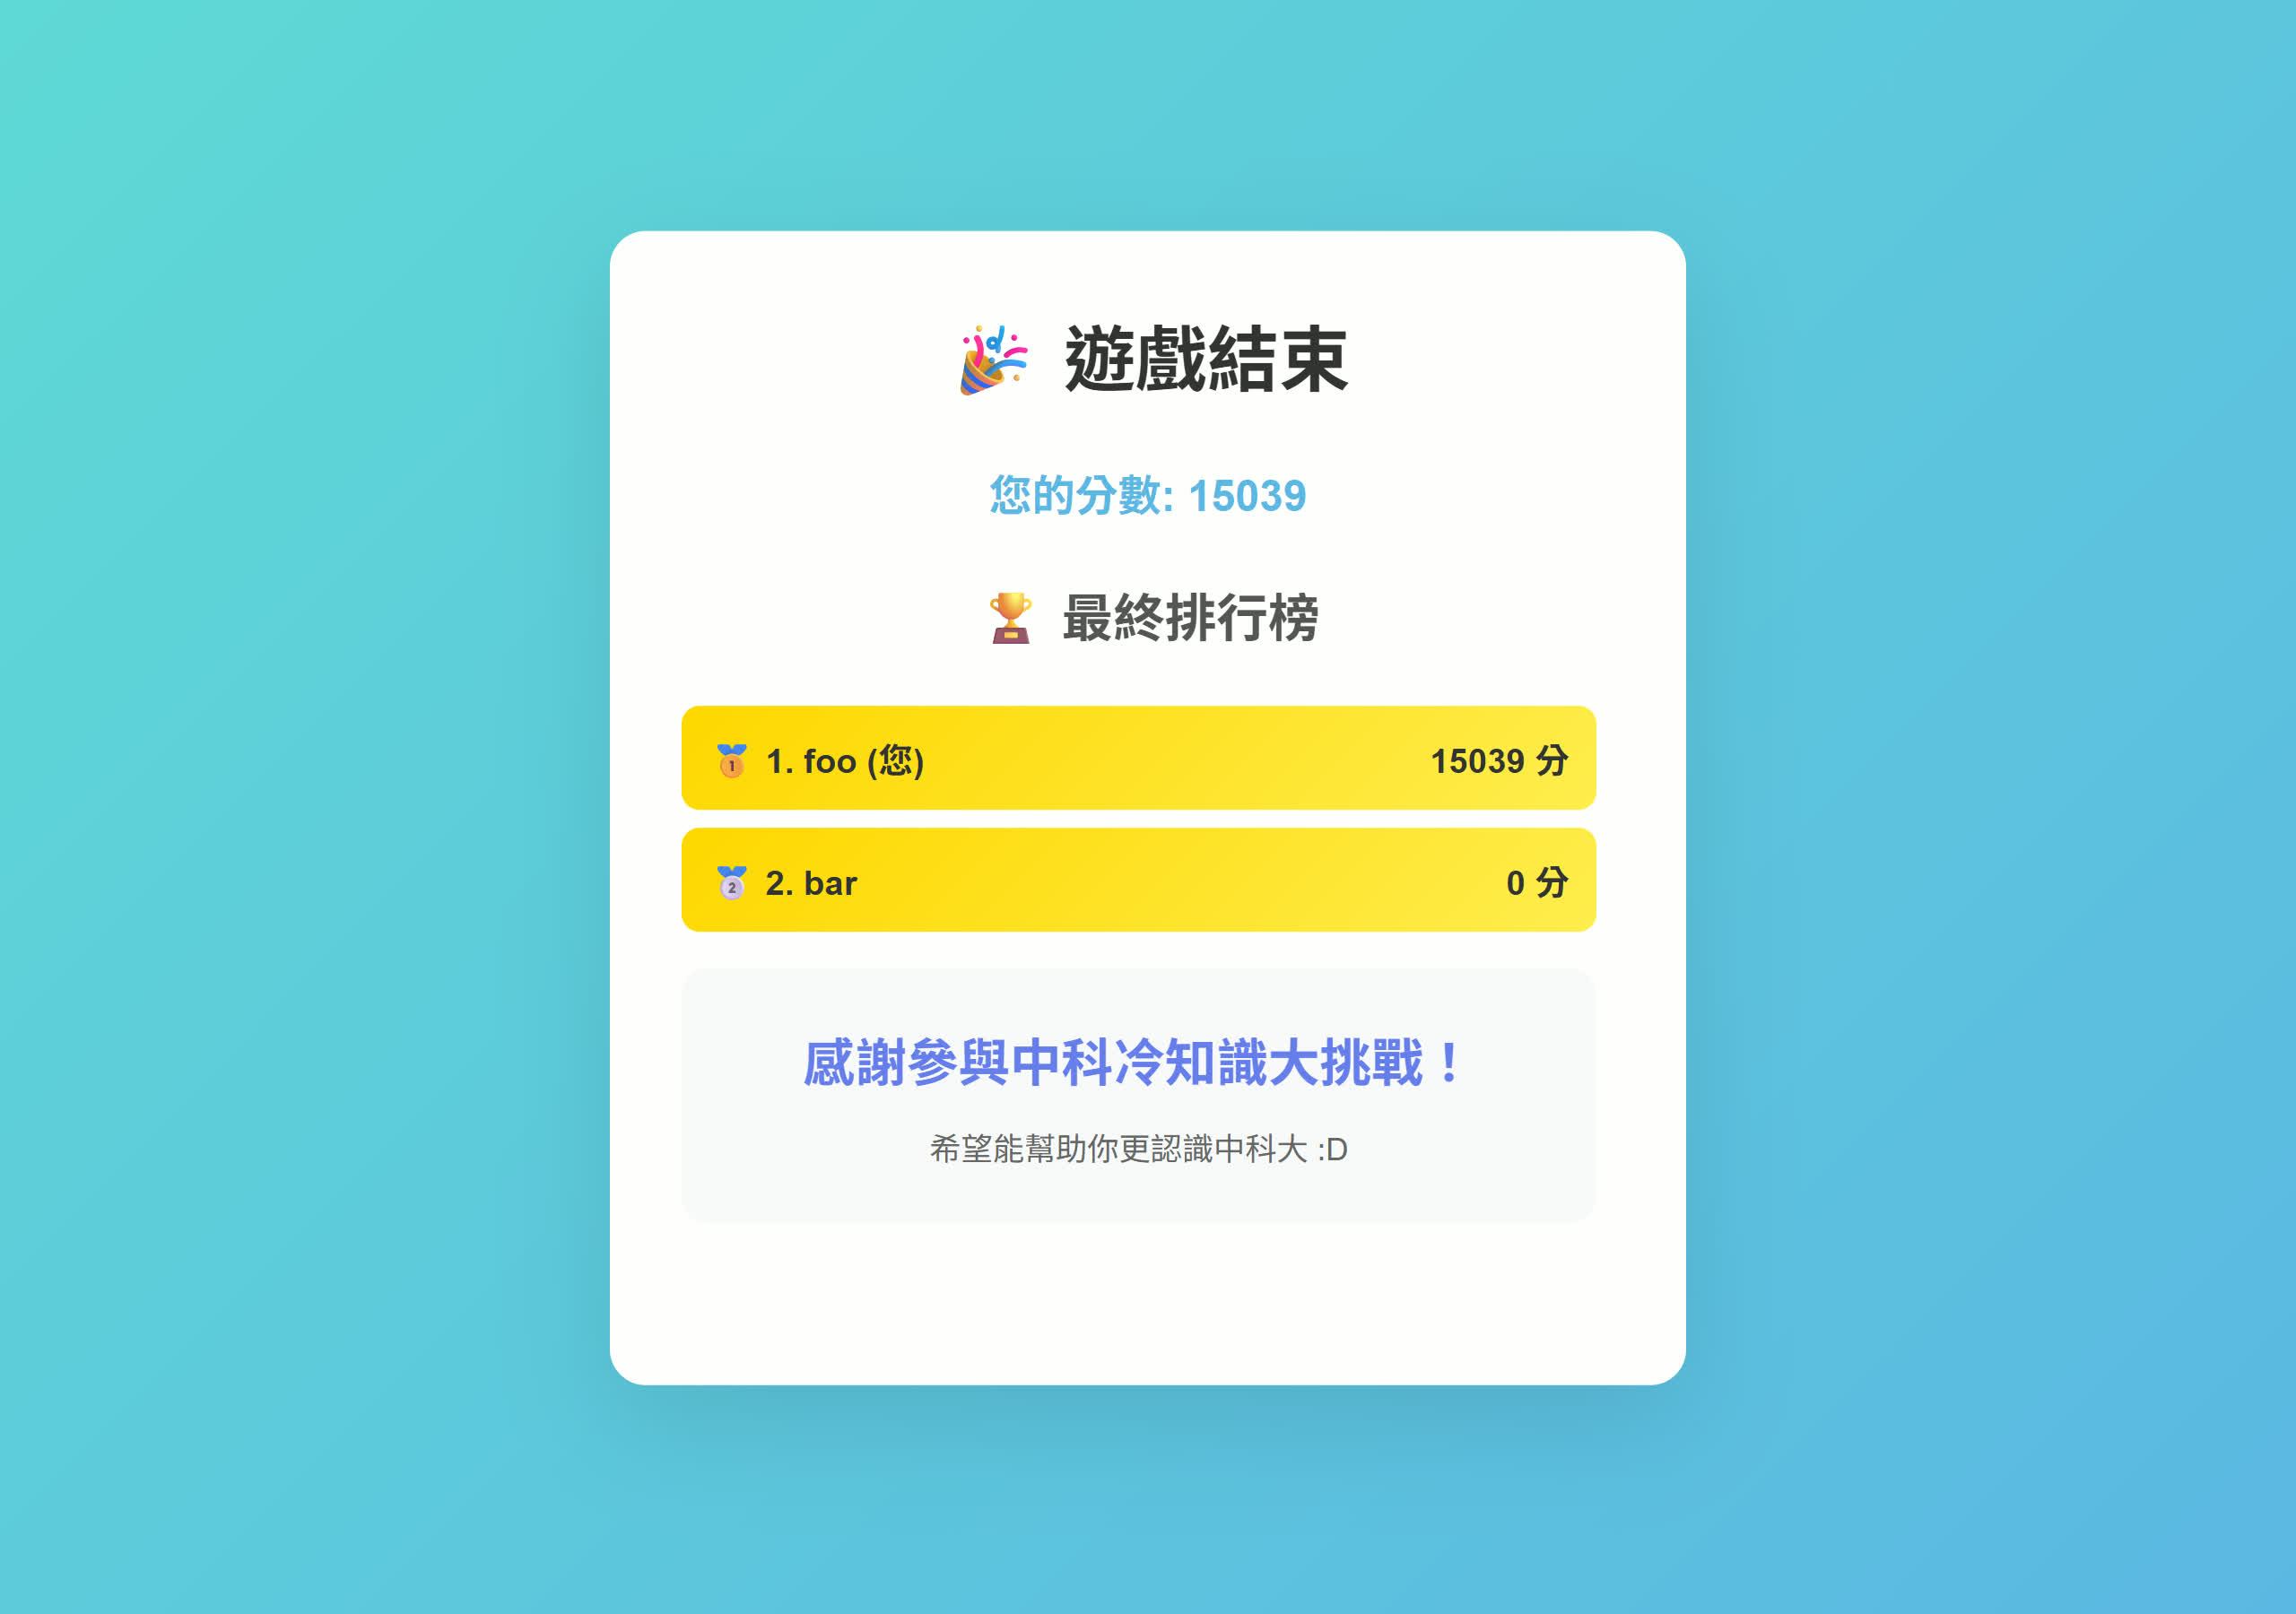 🎉 遊戲結束
您的分數: 15039
🏆 最終排行榜
🥇 1. foo (您) 15039 分
🥈 2. bar 0 分
感謝參與中科冷知識大挑戰！
希望能幫助你更認識中科大 :D